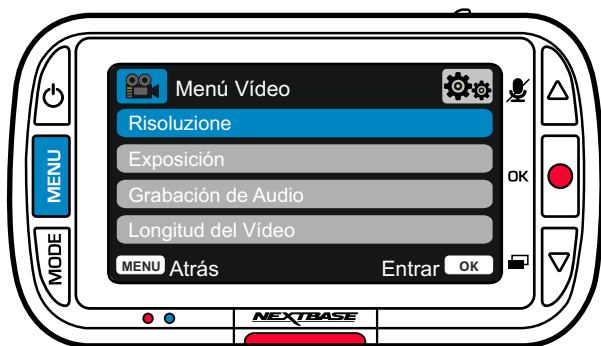 Menú Vídeo
Risoluzione
Exposición
Grabación de Audio
Longitud del Vídeo
MENU Atrás Entrar OK
MENU
MODE
OK
NEXTBASE